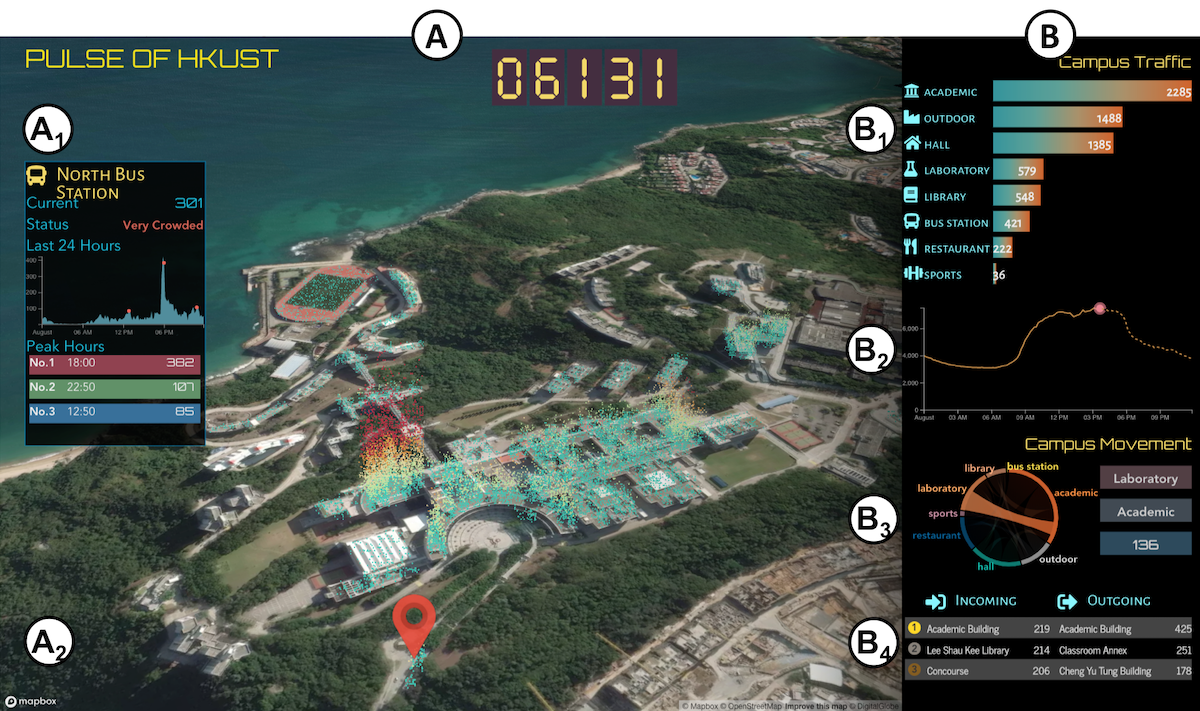 A
B
PULSE OF HKUST
06131
Campus Traffic
A1
NORTH BUS
STATION
Current 301
Status Very Crowded
Last 24 Hours
400
300
200
100
August 06 AM 12 PM 06 PM
Peak Hours
No.1 18:00 382
No.2 22:50 107
No.3 12:50 85
A2
mapbox
B1
ACADEMIC 2285
OUTDOOR 1488
HALL 1385
LABORATORY 579
LIBRARY 548
BUS STATION 421
RESTAURANT 222
SPORTS 36
B2
6,000
4,000
2,000
0
August 03 AM 06 AM 09 AM 12 PM 03 PM 06 PM 09 PM
Campus Movement
B3
library
bus station
laboratory
academic
sports
restaurant
hall
outdoor
Laboratory
Academic
136
B4
INCOMING OUTGOING
1 Academic Building 219 Academic Building 425
2 Lee Shau Kee Library 214 Classroom Annex 251
3 Concourse 206 Cheng Yu Tung Building 178
© Mapbox © OpenStreetMap Improve this map © DigitalGlobe